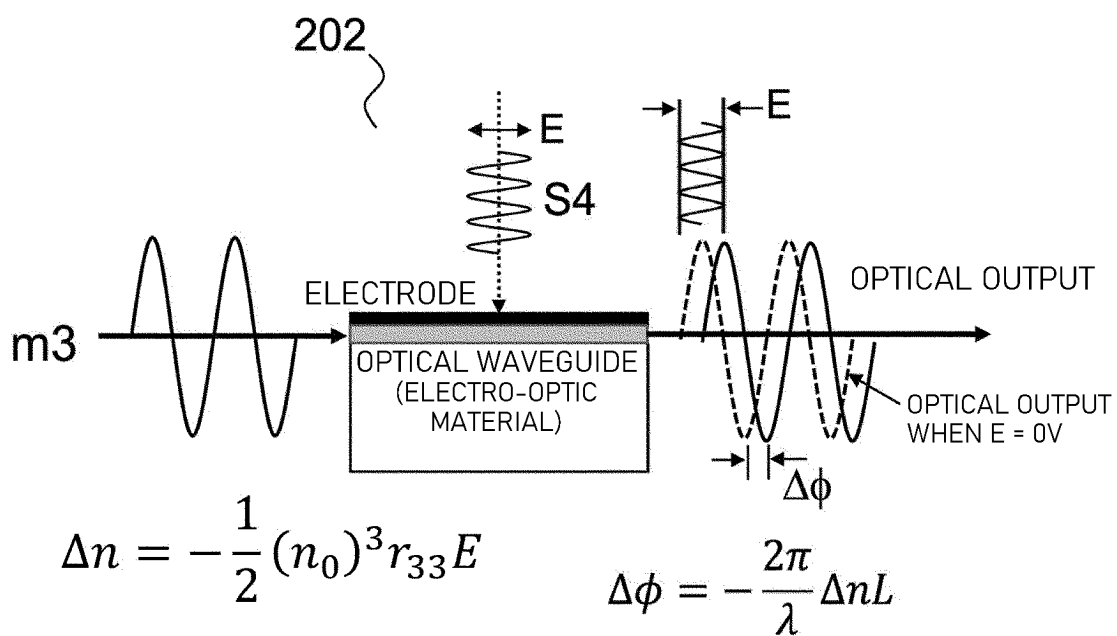 202
E
E
S4
m3
ELECTRODE
OPTICAL OUTPUT
OPTICAL WAVEGUIDE
(ELECTRO-OPTIC
MATERIAL)
OPTICAL OUTPUT
WHEN E = 0V
Δϕ
Δn = −1/2 (n₀)³r₃₃E
Δϕ = −2π/λ ΔnL